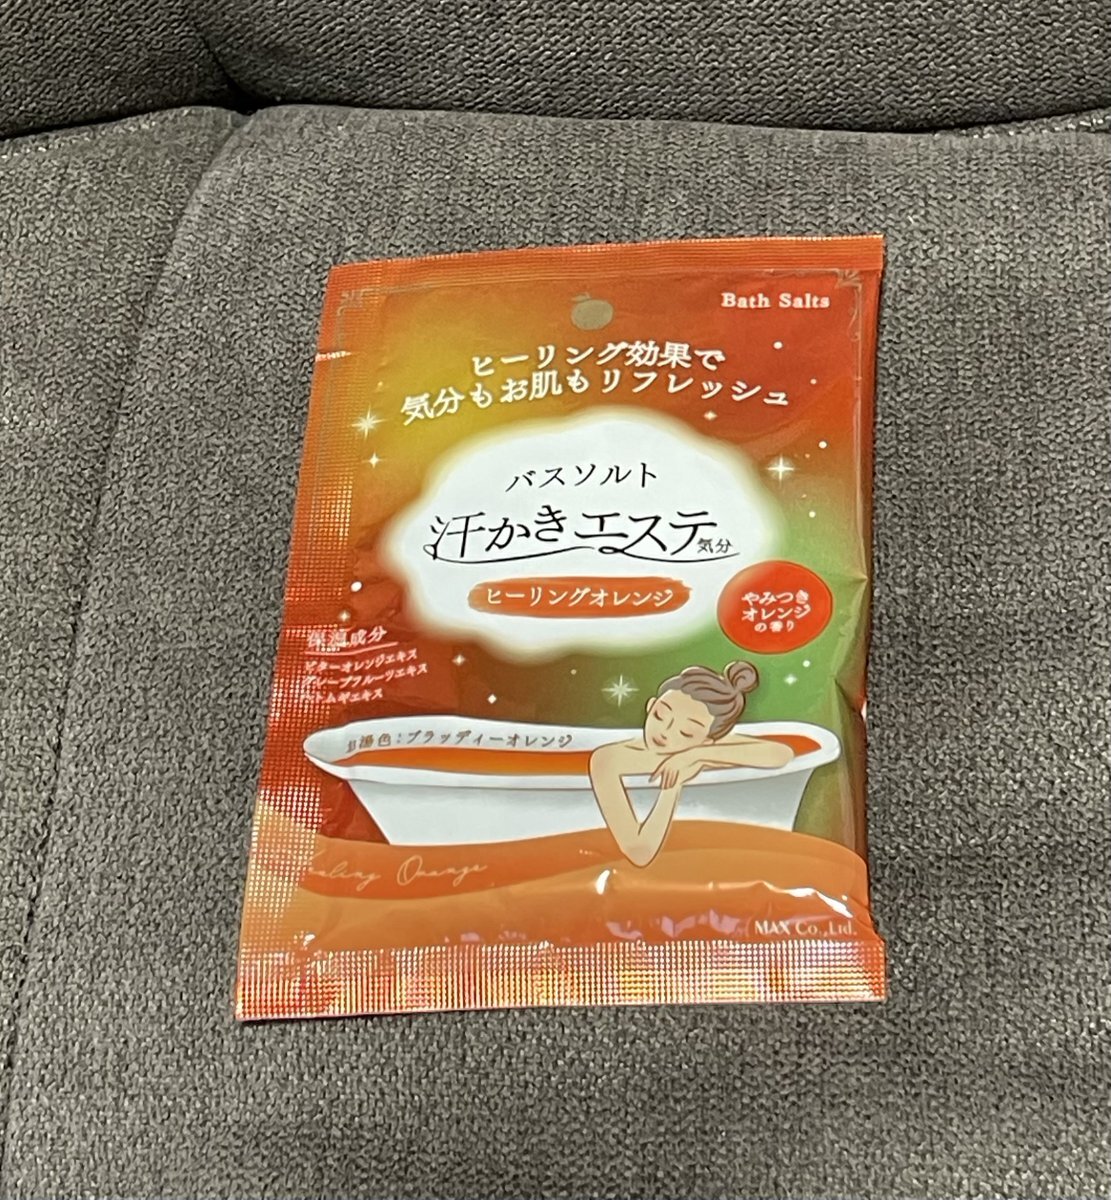 Bath Salts
ヒーリング効果で
気分もお肌もリフレッシュ
バスソルト
汗かきエステ気分
ヒーリングオレンジ
やみつき
オレンジ
の香り
保湿成分
ビターオレンジエキス
グレープフルーツエキス
ハトムギエキス
お湯色：ブラッディーオレンジ
Healing Orange
MAX Co.,Ltd.